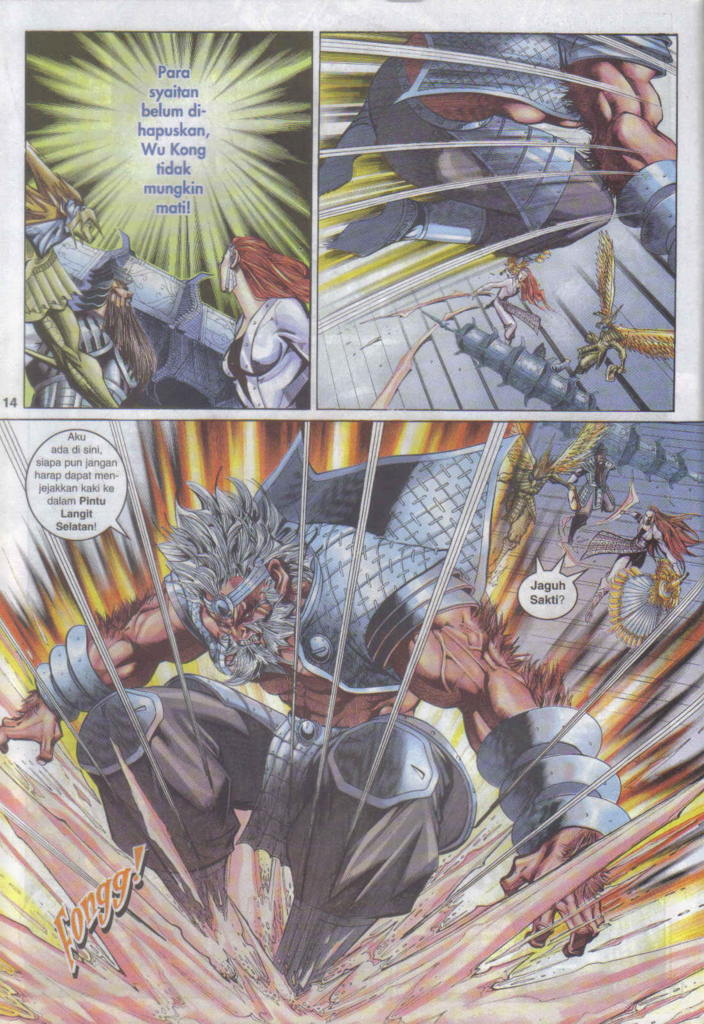 Para
syaitan
belum di-
hapuskan,
Wu Kong
tidak
mungkin
mati!
14
Aku
ada di sini,
siapa pun jangan
harap dapat men-
jejakkan kaki ke
dalam Pintu
Langit
Selatan!
Jaguh
Sakti?
Fongg!